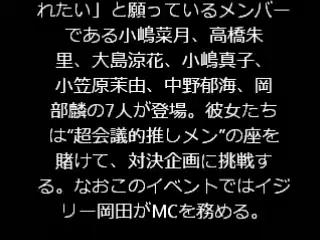 れたい」と願っているメンバー
である小嶋菜月、高橋朱
里、大島涼花、小嶋真子、
小笠原茉由、中野郁海、岡
部麟の7人が登場。彼女たち
は“超会議的推しメン”の座を
賭けて、対決企画に挑戦す
る。なおこのイベントではイジ
リー岡田がMCを務める。